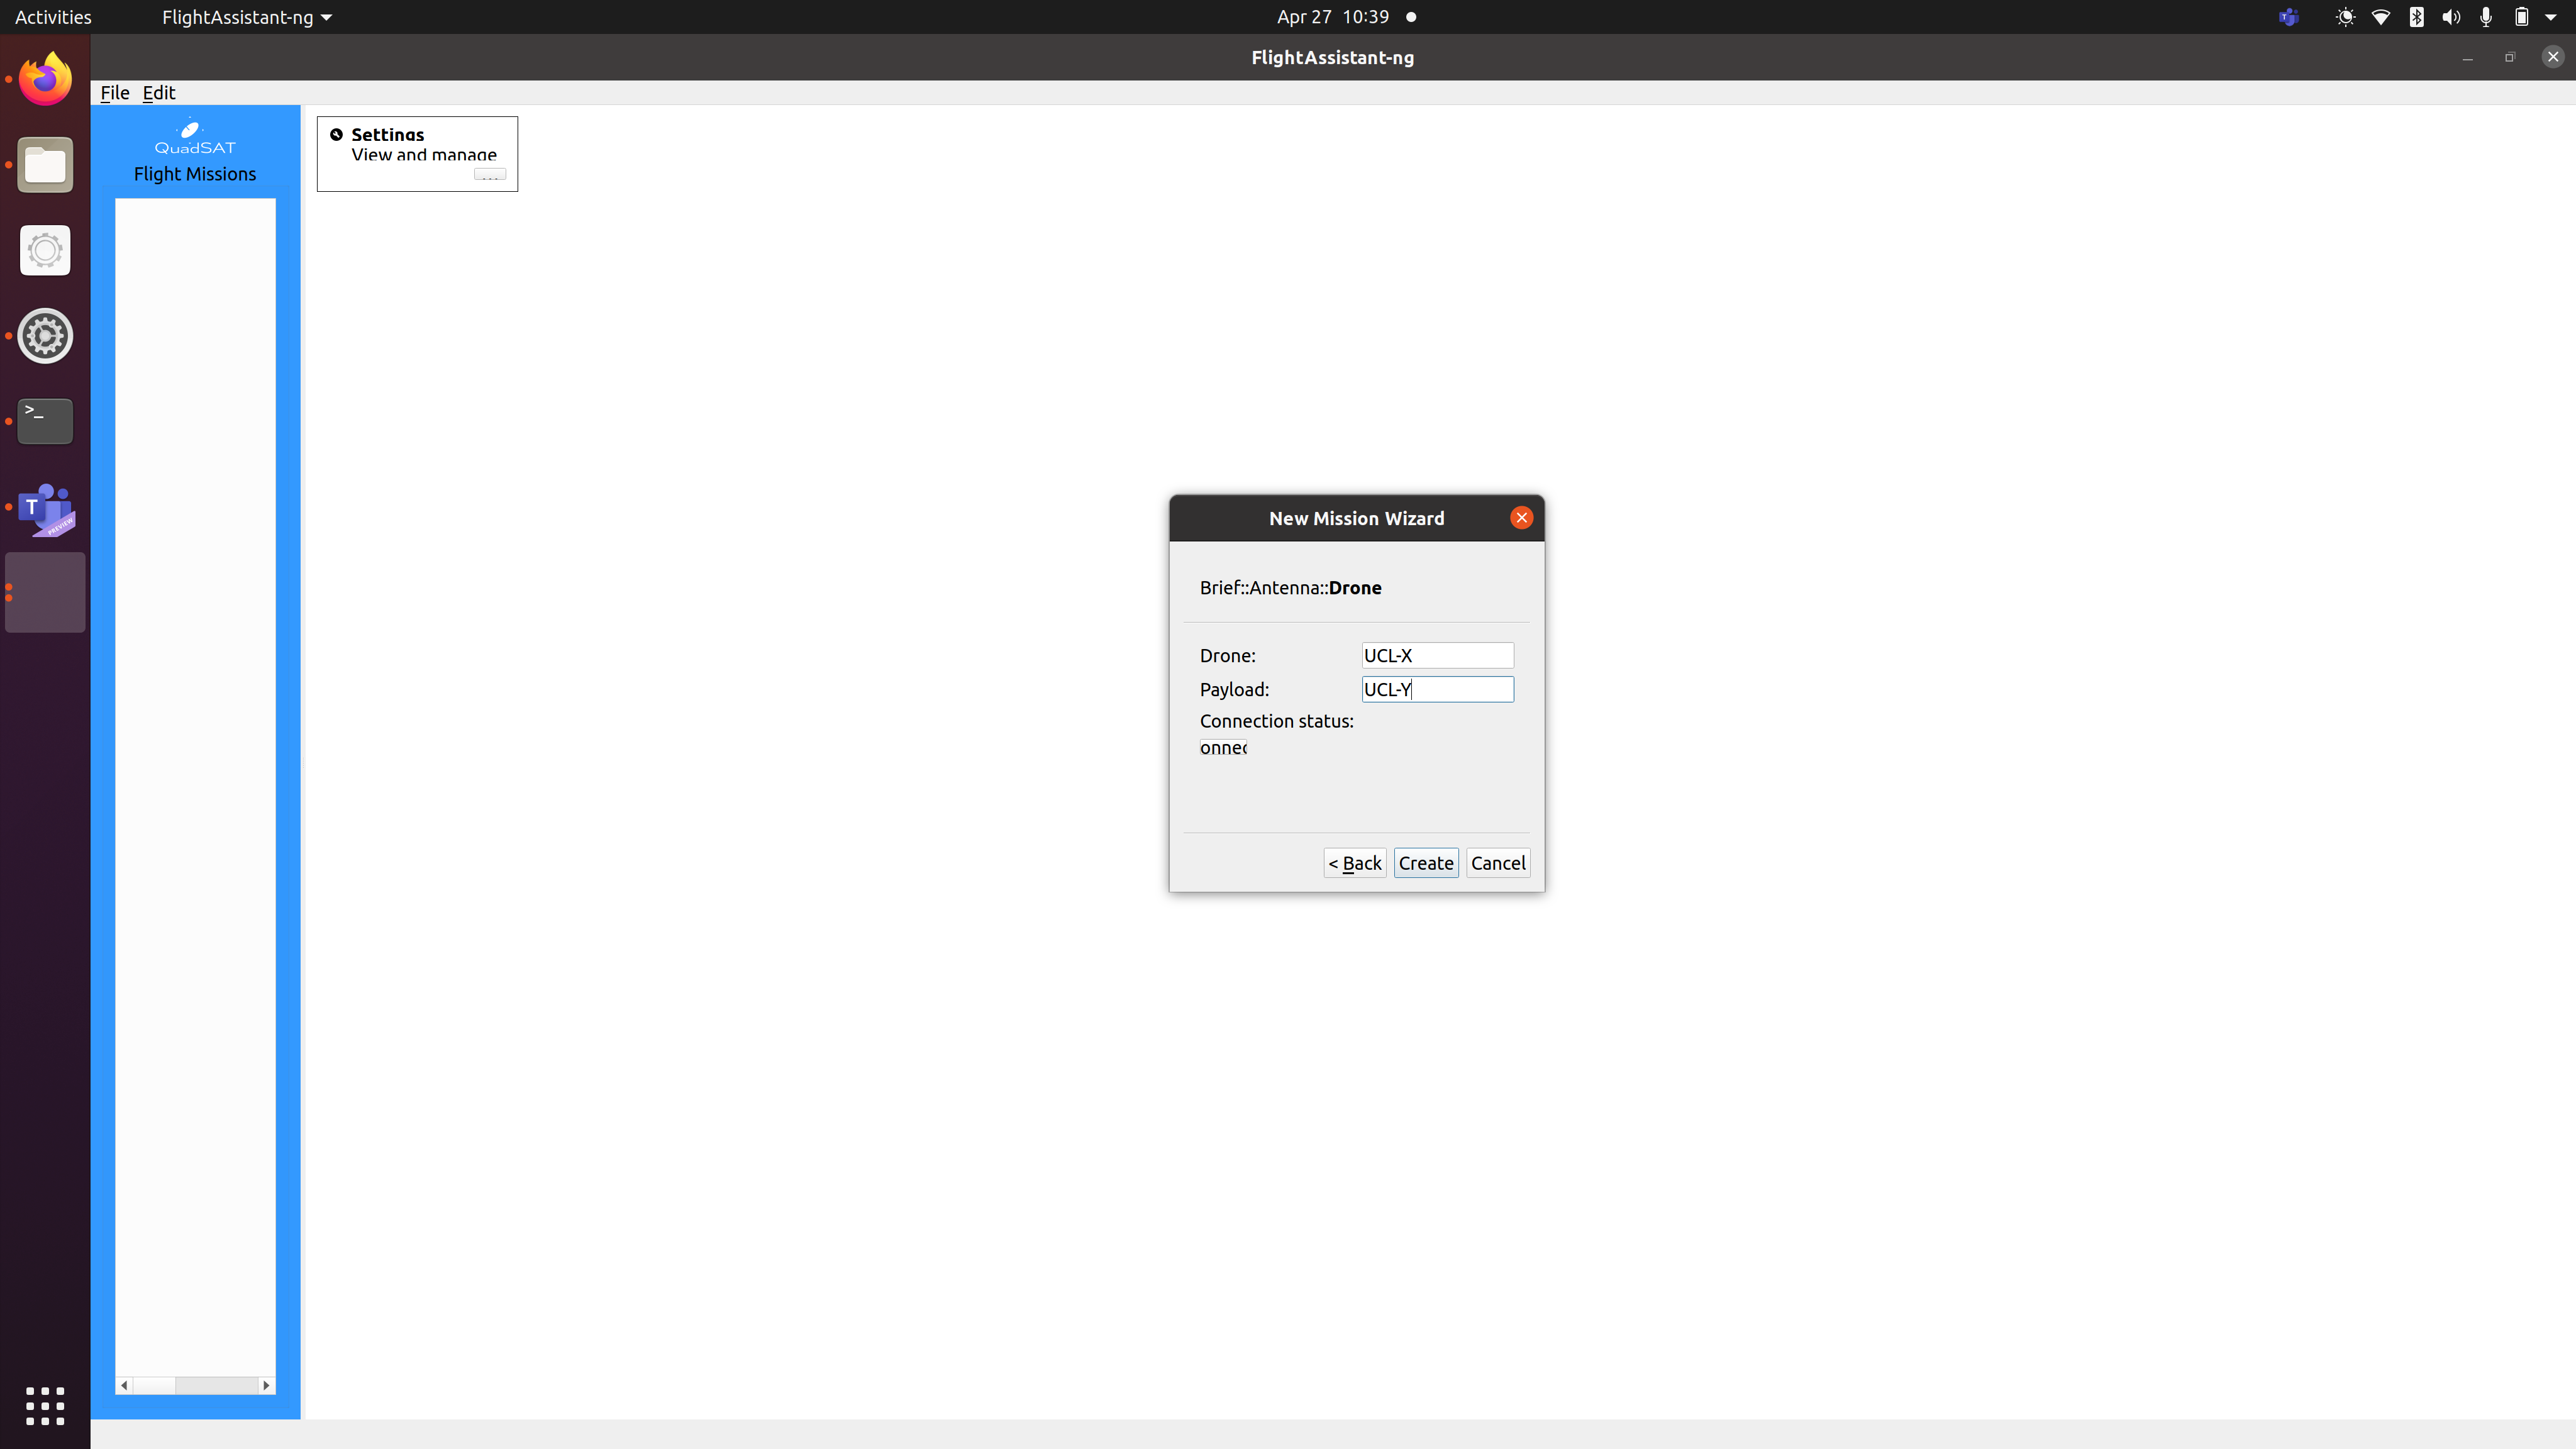 Activities
FlightAssistant-ng
Apr 27 10:39
FlightAssistant-ng
File Edit
QuadSAT
Flight Missions
Settings
View and manage
...
>_
T
PREVIEW
New Mission Wizard
Brief::Antenna::Drone
Drone: UCL-X
Payload: UCL-Y
Connection status:
onnec
< Back Create Cancel